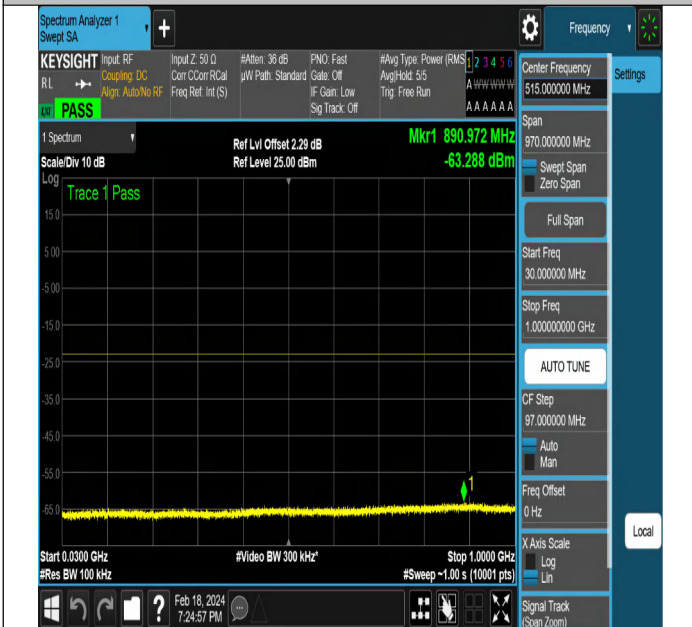 Spectrum Analyzer 1
Swept SA
+
Frequency
KEYSIGHT
RL
PASS
Input: RF
Coupling: DC
Align: Auto/No RF
Input Z: 50 Ω
Corr CCorr RCal
Freq Ref: Int (S)
#Atten: 36 dB
µW Path: Standard
PNO: Fast
Gate: Off
IF Gain: Low
Sig Track: Off
#Avg Type: Power (RMS
Avg|Hold: 5/5
Trig: Free Run
1 2 3 4 5 6
A W W W W W
A A A A A A
1 Spectrum
Scale/Div 10 dB
Ref Lvl Offset 2.29 dB
Ref Level 25.00 dBm
Mkr1 890.972 MHz
-63.288 dBm
Log
Trace 1 Pass
15.0
5.00
-5.00
-15.0
-25.0
-35.0
-45.0
-55.0
-65.0
1
Start 0.0300 GHz
#Res BW 100 kHz
#Video BW 300 kHz*
Stop 1.0000 GHz
#Sweep ~1.00 s (10001 pts)
Center Frequency
515.000000 MHz
Settings
Span
970.000000 MHz
Swept Span
Zero Span
Full Span
Start Freq
30.000000 MHz
Stop Freq
1.000000000 GHz
AUTO TUNE
CF Step
97.000000 MHz
Auto
Man
Freq Offset
0 Hz
X Axis Scale
Log
Lin
Local
Signal Track
(Span Zoom)
?
Feb 18, 2024
7:24:57 PM